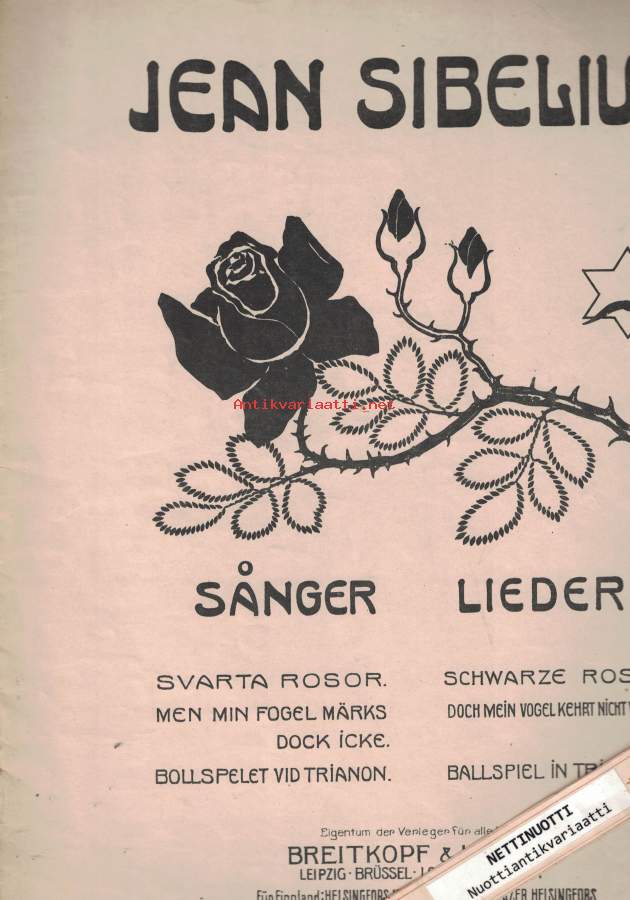 JEAN SIBELIU
Antikvariaatti.net
SÅNGER
LIEDER
SVARTA ROSOR.
SCHWARZE ROS
MEN MIN FOGEL MÄRKS
DOCH MEIN VOGEL KEHRT NICHT
DOCK ICKE.
BOLLSPELET VID TRIANON.
BALLSPIEL IN TRI
Eigentum der Verleger für alle
BREITKOPF &
LEIPZIG · BRÜSSEL ·
Für Finnland: HELSINGFORS
HELSINGFORS
NETTINUOTTI
Nuottiantikvariaatti